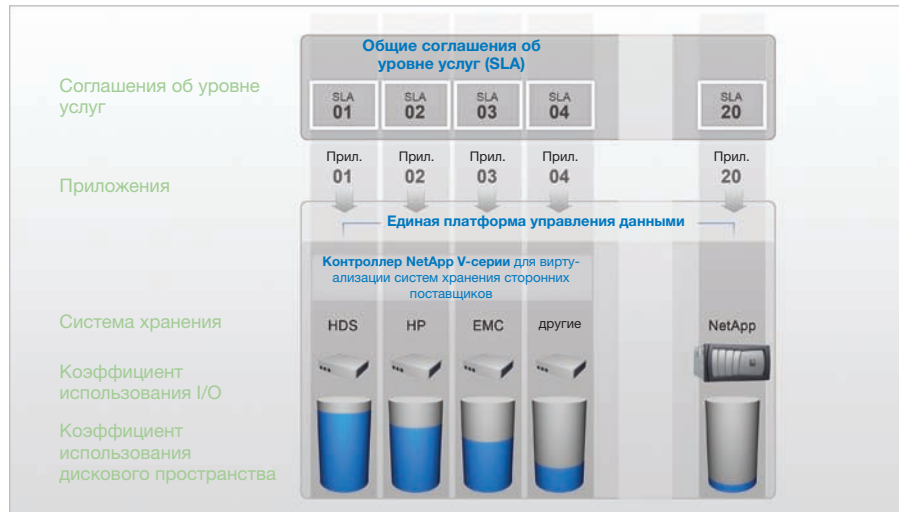 Общие соглашения об
уровне услуг (SLA)
Соглашения об уровне
услуг
SLA
01
SLA
02
SLA
03
SLA
04
SLA
20
Приложения
Прил.
01
Прил.
02
Прил.
03
Прил.
04
Прил.
20
Единая платформа управления данными
Контроллер NetApp V-серии для вирту-
ализации систем хранения сторонних
поставщиков
Система хранения
HDS
HP
EMC
другие
NetApp
Коэффициент
использования I/O
Коэффициент
использования
дискового пространства